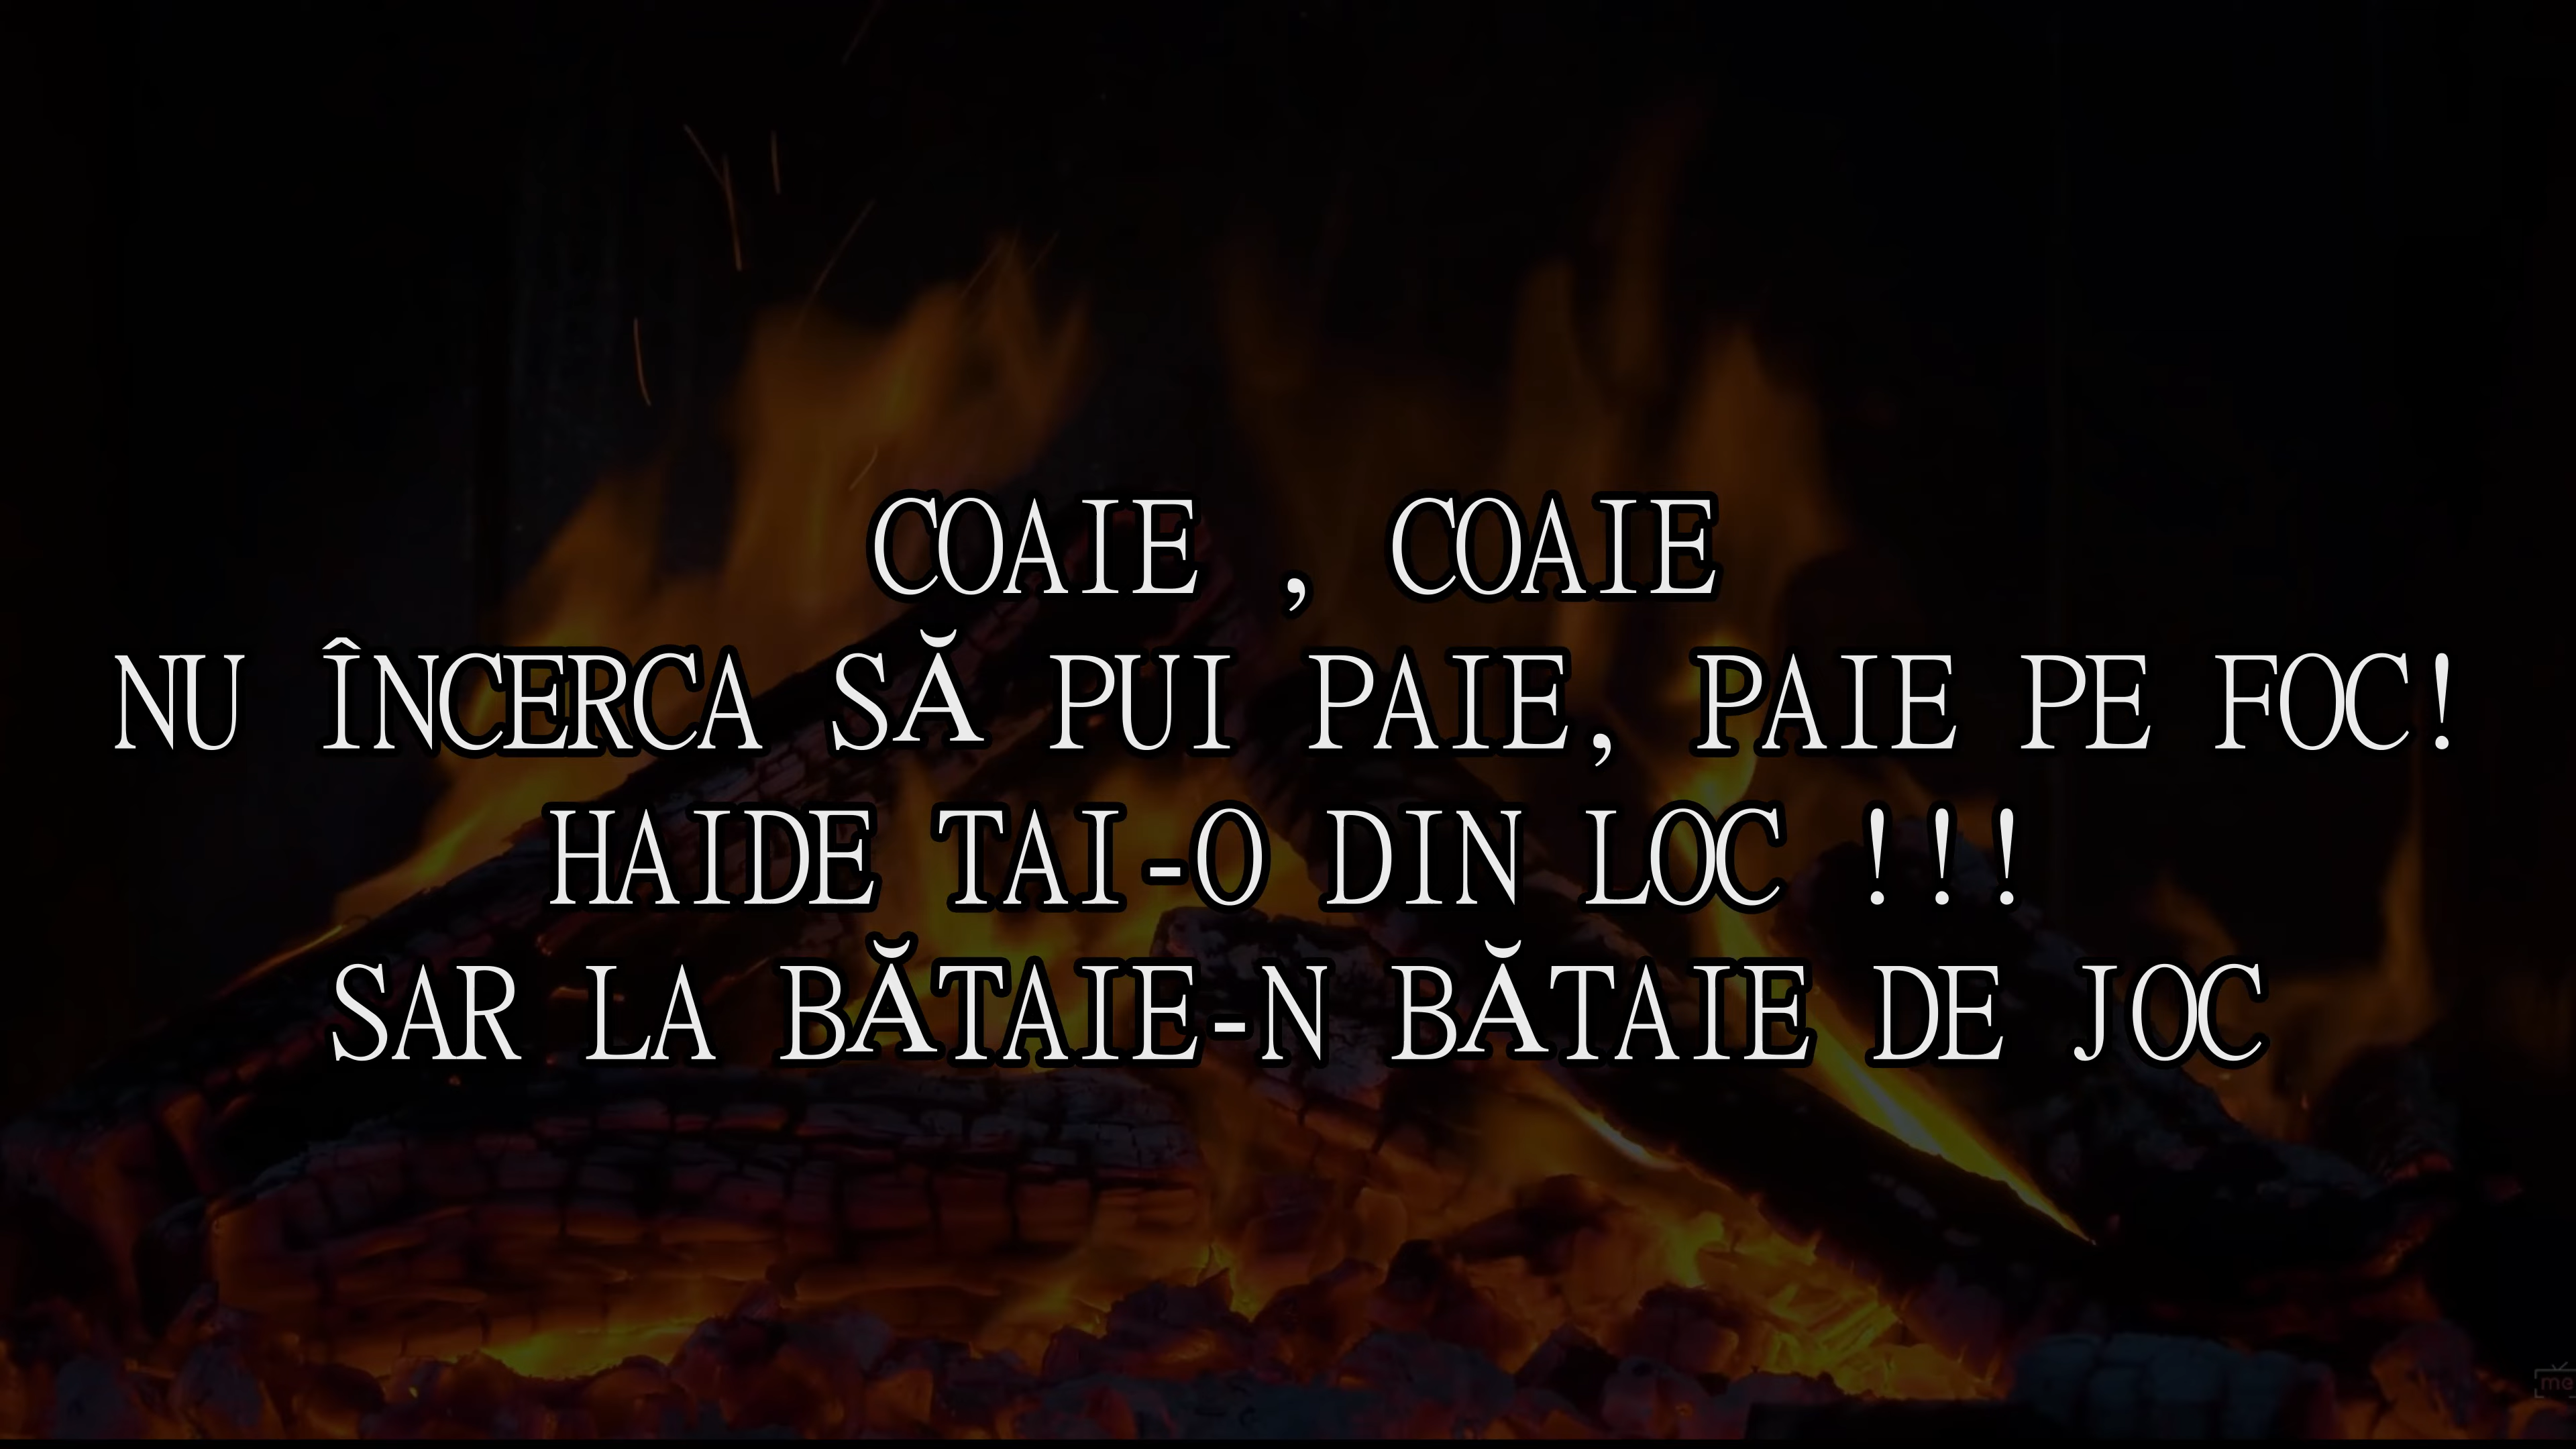 COAIE , COAIE
NU ÎNCERCA SĂ PUI PAIE, PAIE PE FOC!
HAIDE TAI-O DIN LOC !!!
SAR LA BĂTAIE-N BĂTAIE DE JOC
me